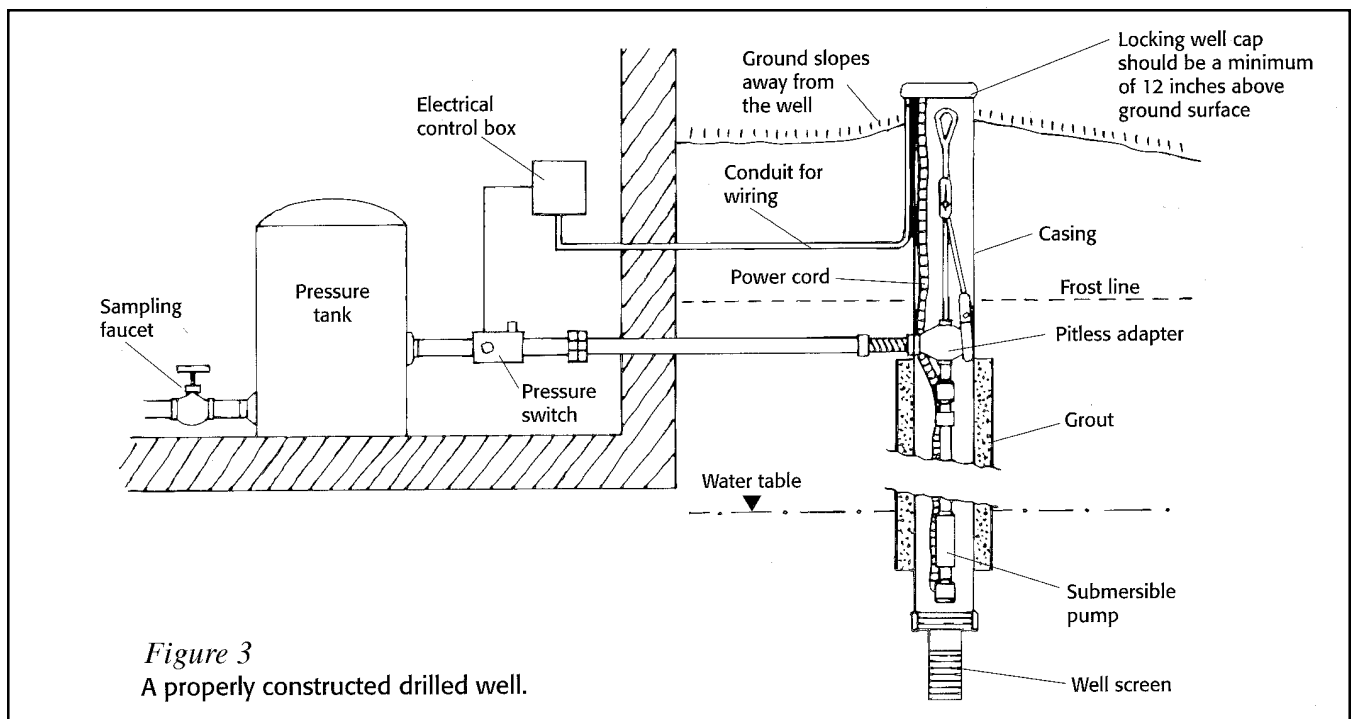 Locking well cap
should be a minimum
of 12 inches above
ground surface
Ground slopes
away from
the well
Electrical
control box
Conduit for
wiring
Casing
Power cord
Frost line
Pressure
tank
Sampling
faucet
Pitless adapter
Pressure
switch
Grout
Water table
Submersible
pump
Figure 3
A properly constructed drilled well.
Well screen